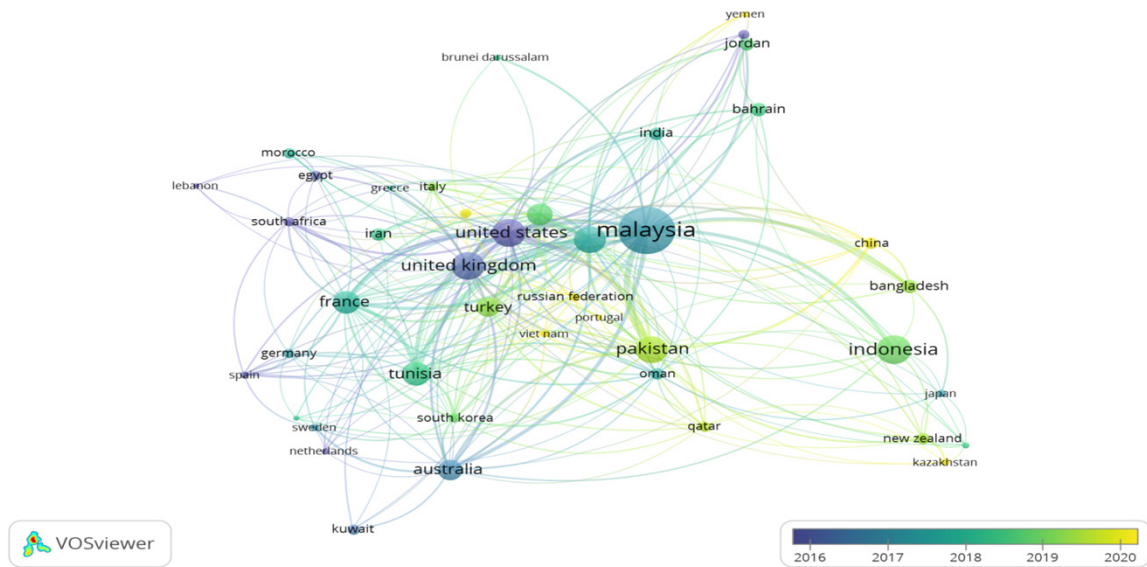 yemen
jordan
brunei darussalam
bahrain
india
morocco
egypt
lebanon
greece
italy
south africa
iran
united states
malaysia
china
united kingdom
bangladesh
russian federation
france
turkey
portugal
viet nam
pakistan
indonesia
germany
spain
tunisia
oman
japan
south korea
qatar
sweden
new zealand
netherlands
kazakhstan
australia
kuwait
VOSviewer
2016 2017 2018 2019 2020